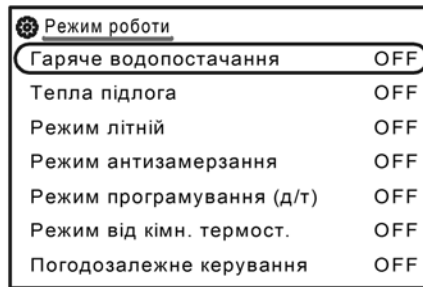 Режим роботи
Гаряче водопостачання OFF
Тепла підлога OFF
Режим літній OFF
Режим антизамерзання OFF
Режим програмування (д/т) OFF
Режим від кімн. термост. OFF
Погодозалежне керування OFF